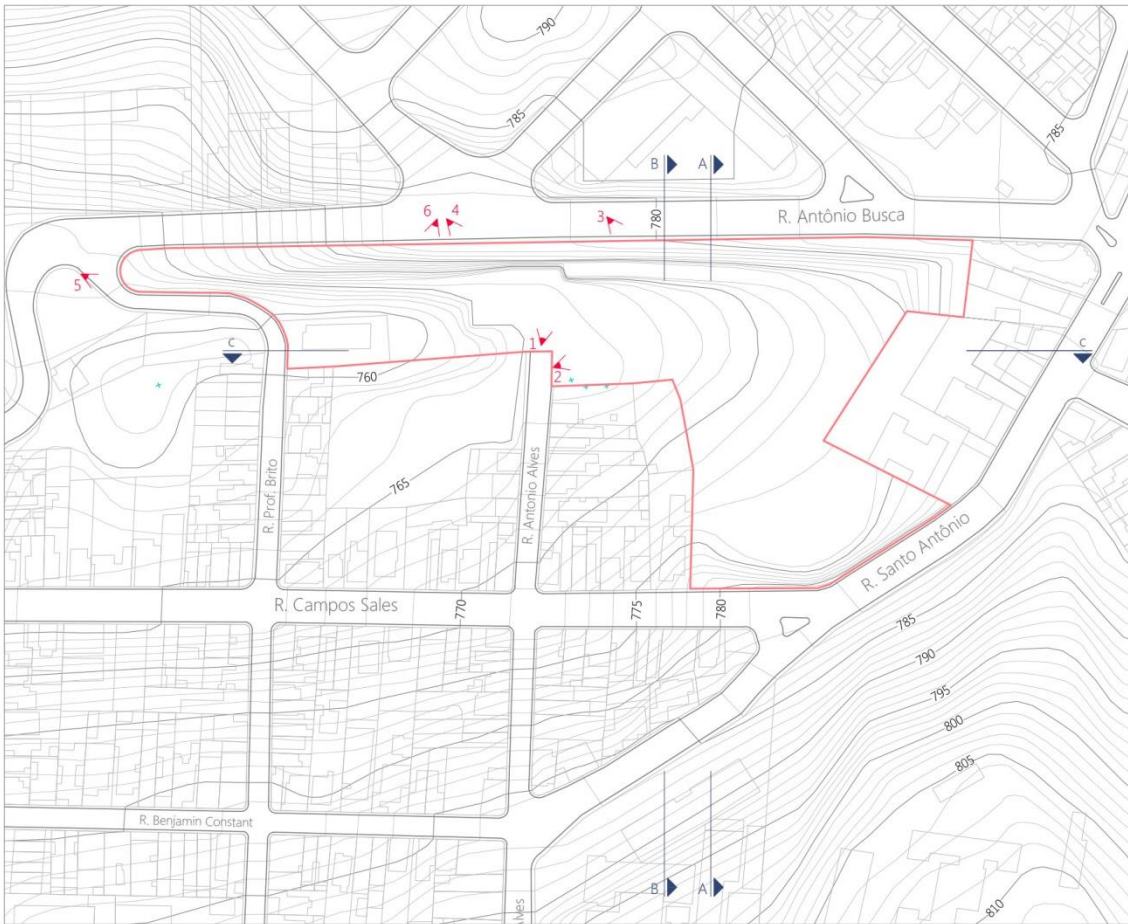 790
785
785
B
A
6
4
3
780
R. Antônio Busca
5
1
c
c
2
760
R. Antonio Alves
765
R. Prof. Brito
R. Santo Antônio
R. Campos Sales
770
775
780
785
790
795
800
805
R. Benjamin Constant
B
A
Alves
810